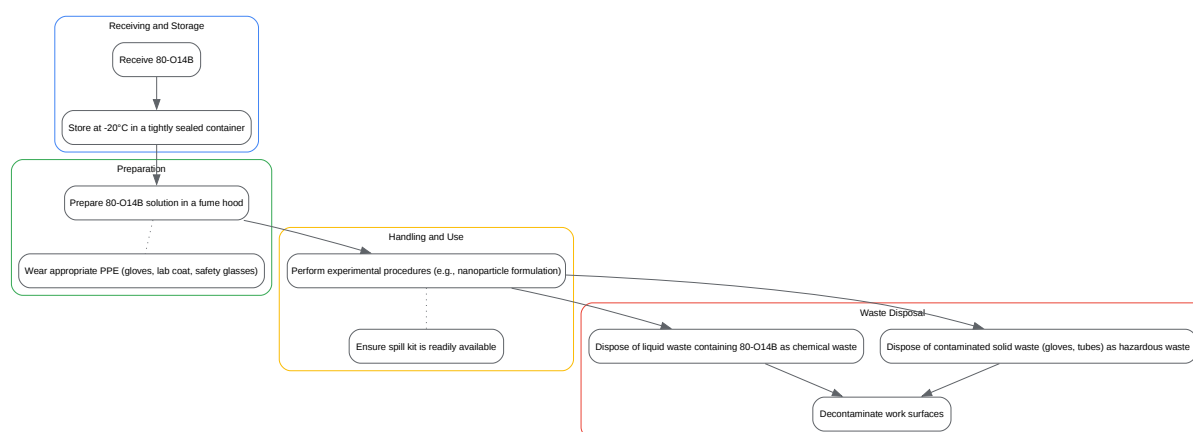 Receiving and Storage
Receive 80-O14B
Store at -20°C in a tightly sealed container
Preparation
Prepare 80-O14B solution in a fume hood
Wear appropriate PPE (gloves, lab coat, safety glasses)
Handling and Use
Perform experimental procedures (e.g., nanoparticle formulation)
Ensure spill kit is readily available
Waste Disposal
Dispose of liquid waste containing 80-O14B as chemical waste
Dispose of contaminated solid waste (gloves, tubes) as hazardous waste
Decontaminate work surfaces